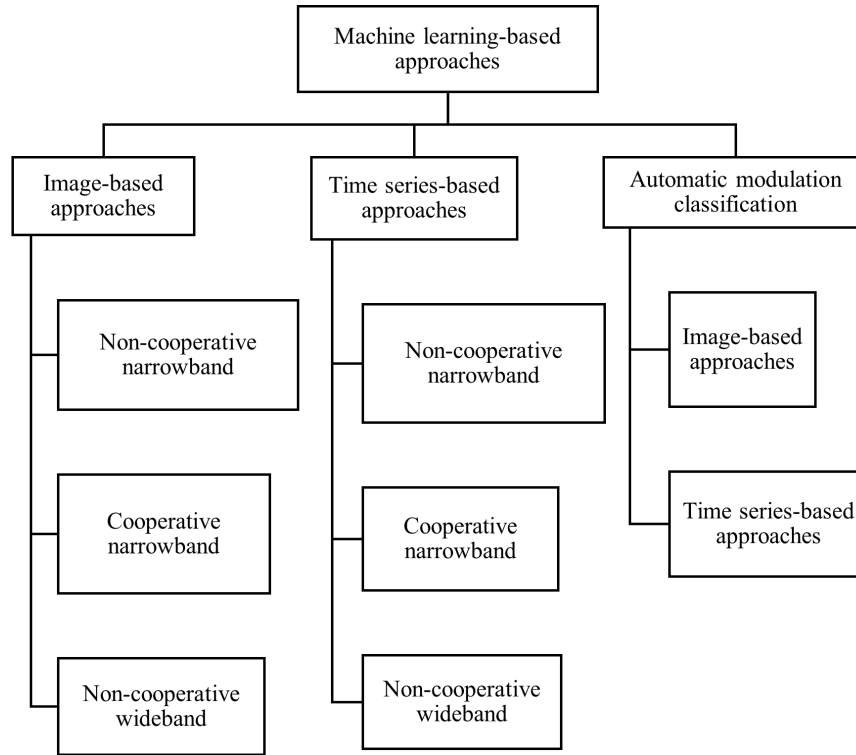 Machine learning-based
approaches
Image-based
approaches
Time series-based
approaches
Automatic modulation
classification
Non-cooperative
narrowband
Cooperative
narrowband
Non-cooperative
wideband
Non-cooperative
narrowband
Cooperative
narrowband
Non-cooperative
wideband
Image-based
approaches
Time series-based
approaches